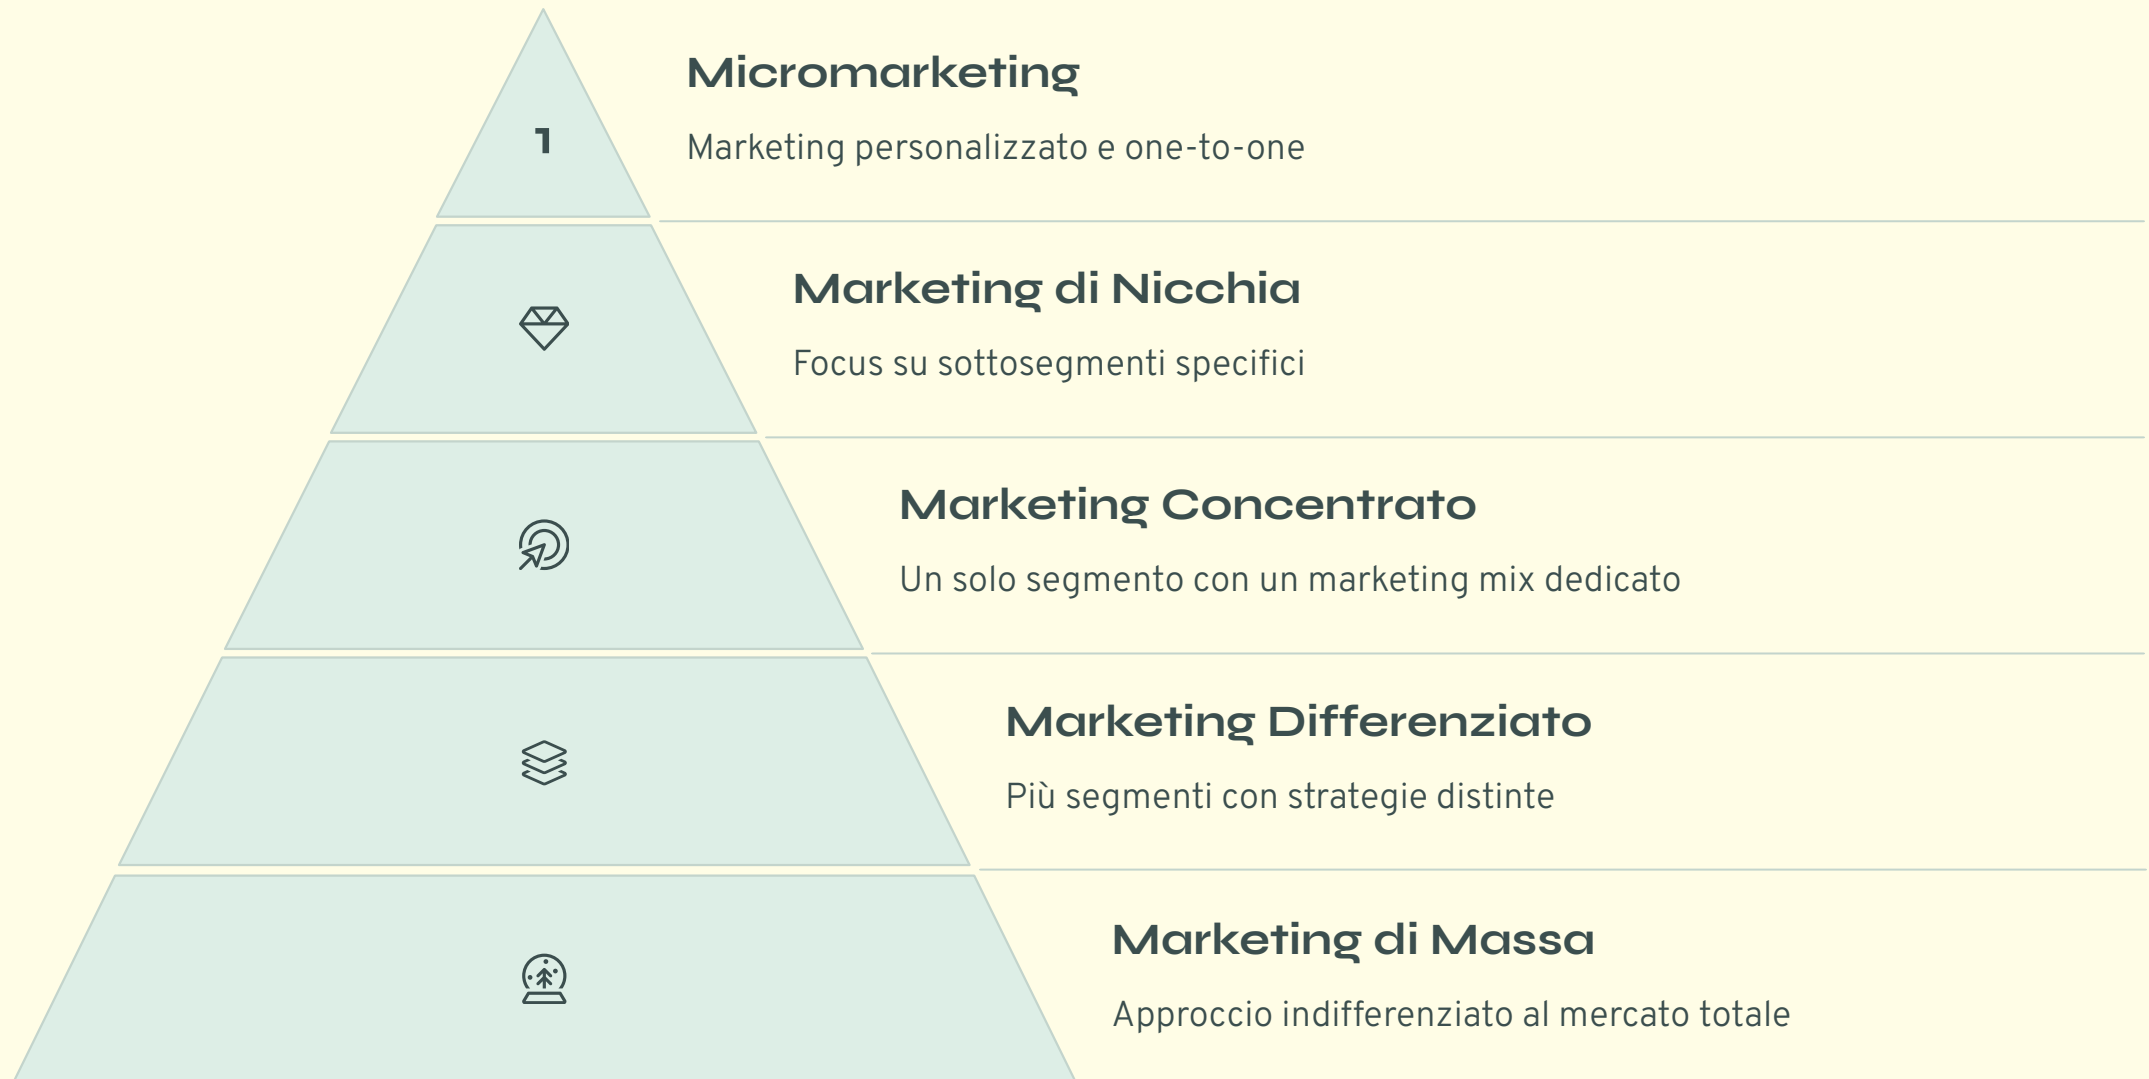 Micromarketing
1
Marketing personalizzato e one-to-one
Marketing di Nicchia
Focus su sottosegmenti specifici
Marketing Concentrato
Un solo segmento con un marketing mix dedicato
Marketing Differenziato
Più segmenti con strategie distinte
Marketing di Massa
Approccio indifferenziato al mercato totale